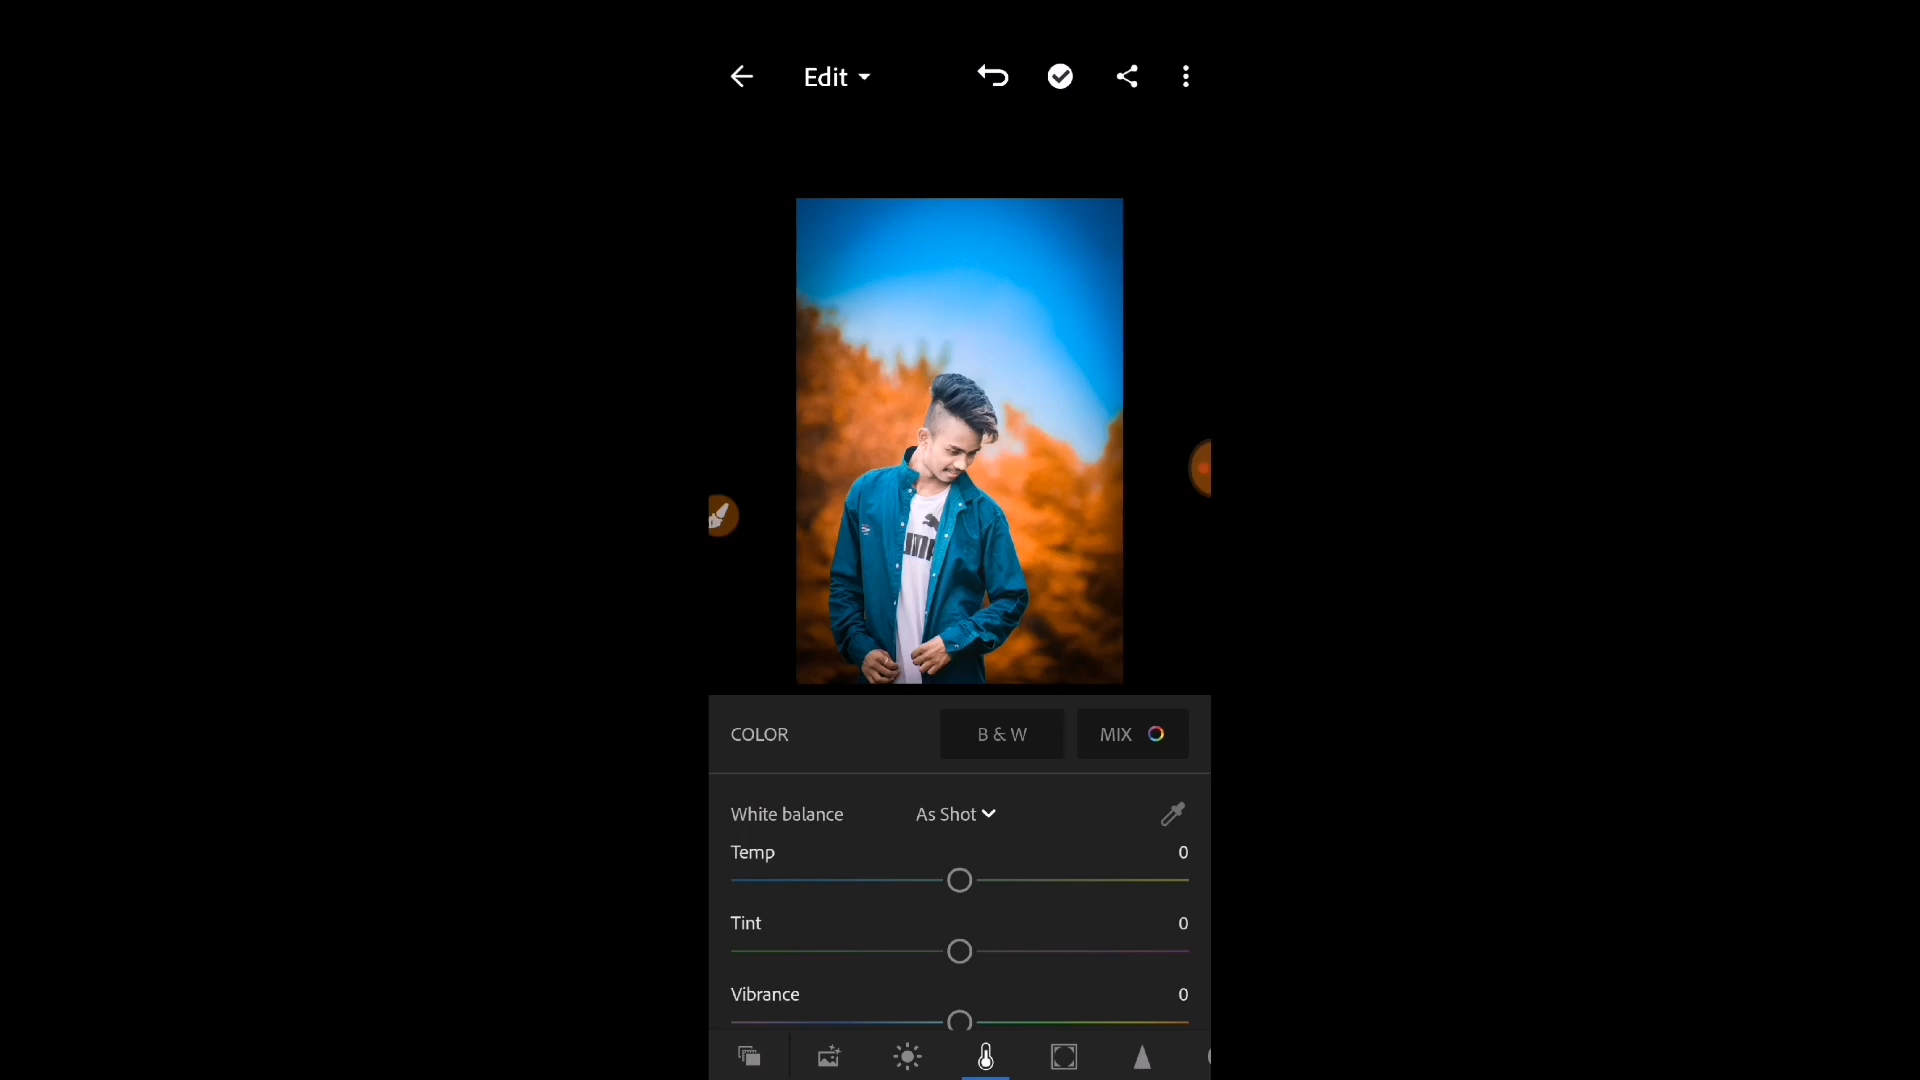 Edit
COLOR B & W MIX
White balance As Shot
Temp 0
Tint 0
Vibrance 0